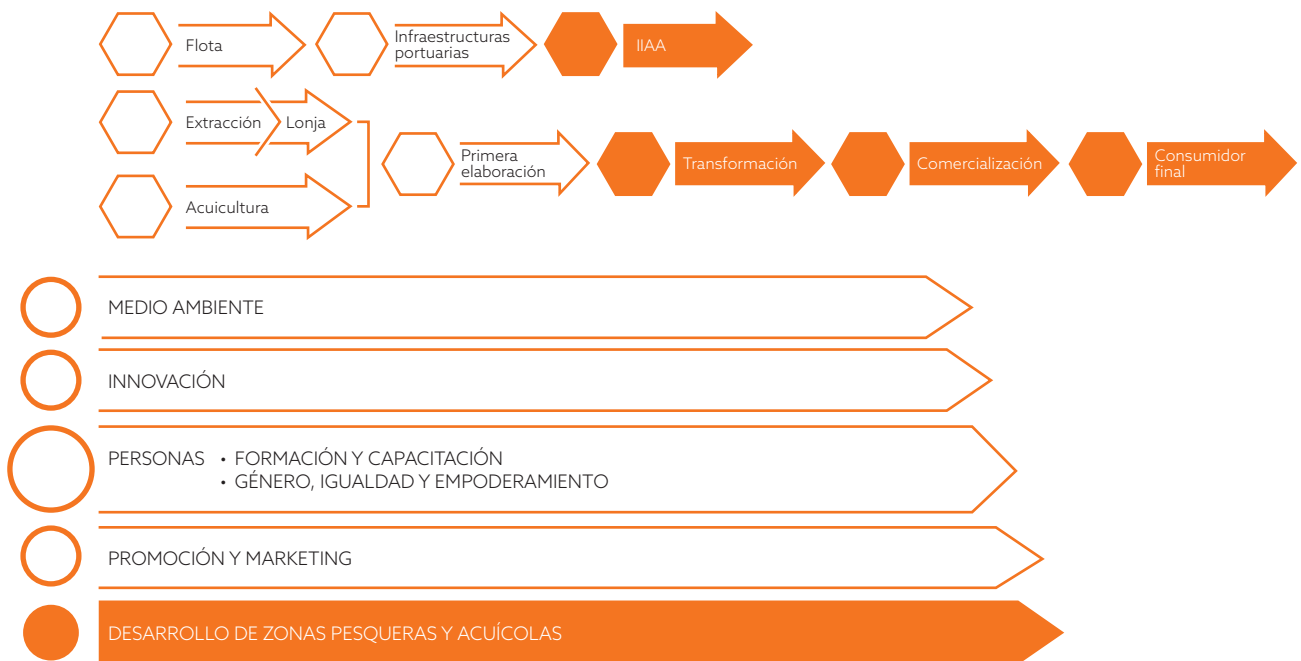 Flota
Infraestructuras
portuarias
IIAA
Extracción
Lonja
Acuicultura
Primera
elaboración
Transformación
Comercialización
Consumidor
final
MEDIO AMBIENTE
INNOVACIÓN
PERSONAS • FORMACIÓN Y CAPACITACIÓN
• GÉNERO, IGUALDAD Y EMPODERAMIENTO
PROMOCIÓN Y MARKETING
DESARROLLO DE ZONAS PESQUERAS Y ACUÍCOLAS